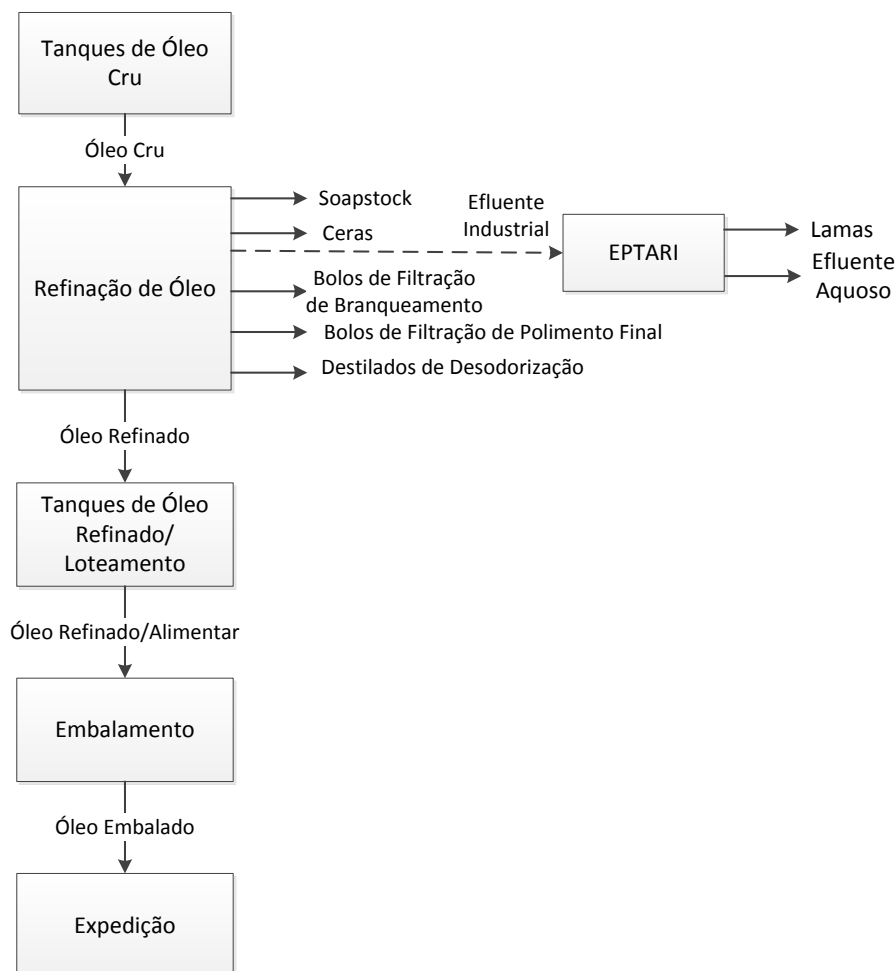 Tanques de Óleo
Cru
Óleo Cru
Soapstock
Ceras
Efluente
Industrial
EPTARI
Lamas
Efluente
Aquoso
Refinação de Óleo
Bolos de Filtração
de Branqueamento
Bolos de Filtração de Polimento Final
Destilados de Desodorização
Óleo Refinado
Tanques de Óleo
Refinado/
Loteamento
Óleo Refinado/Alimentar
Embalamento
Óleo Embalado
Expedição